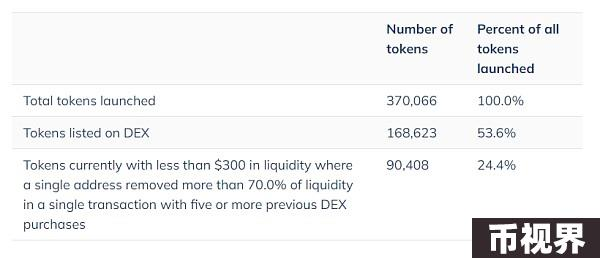 Number of Percent of all
tokens tokens
launched
Total tokens launched 370,066 100.0%
Tokens listed on DEX 168,623 53.6%
Tokens currently with less than $300 in liquidity where 90,408 24.4%
a single address removed more than 70.0% of liquidity
in a single transaction with five or more previous DEX
purchases
币视界